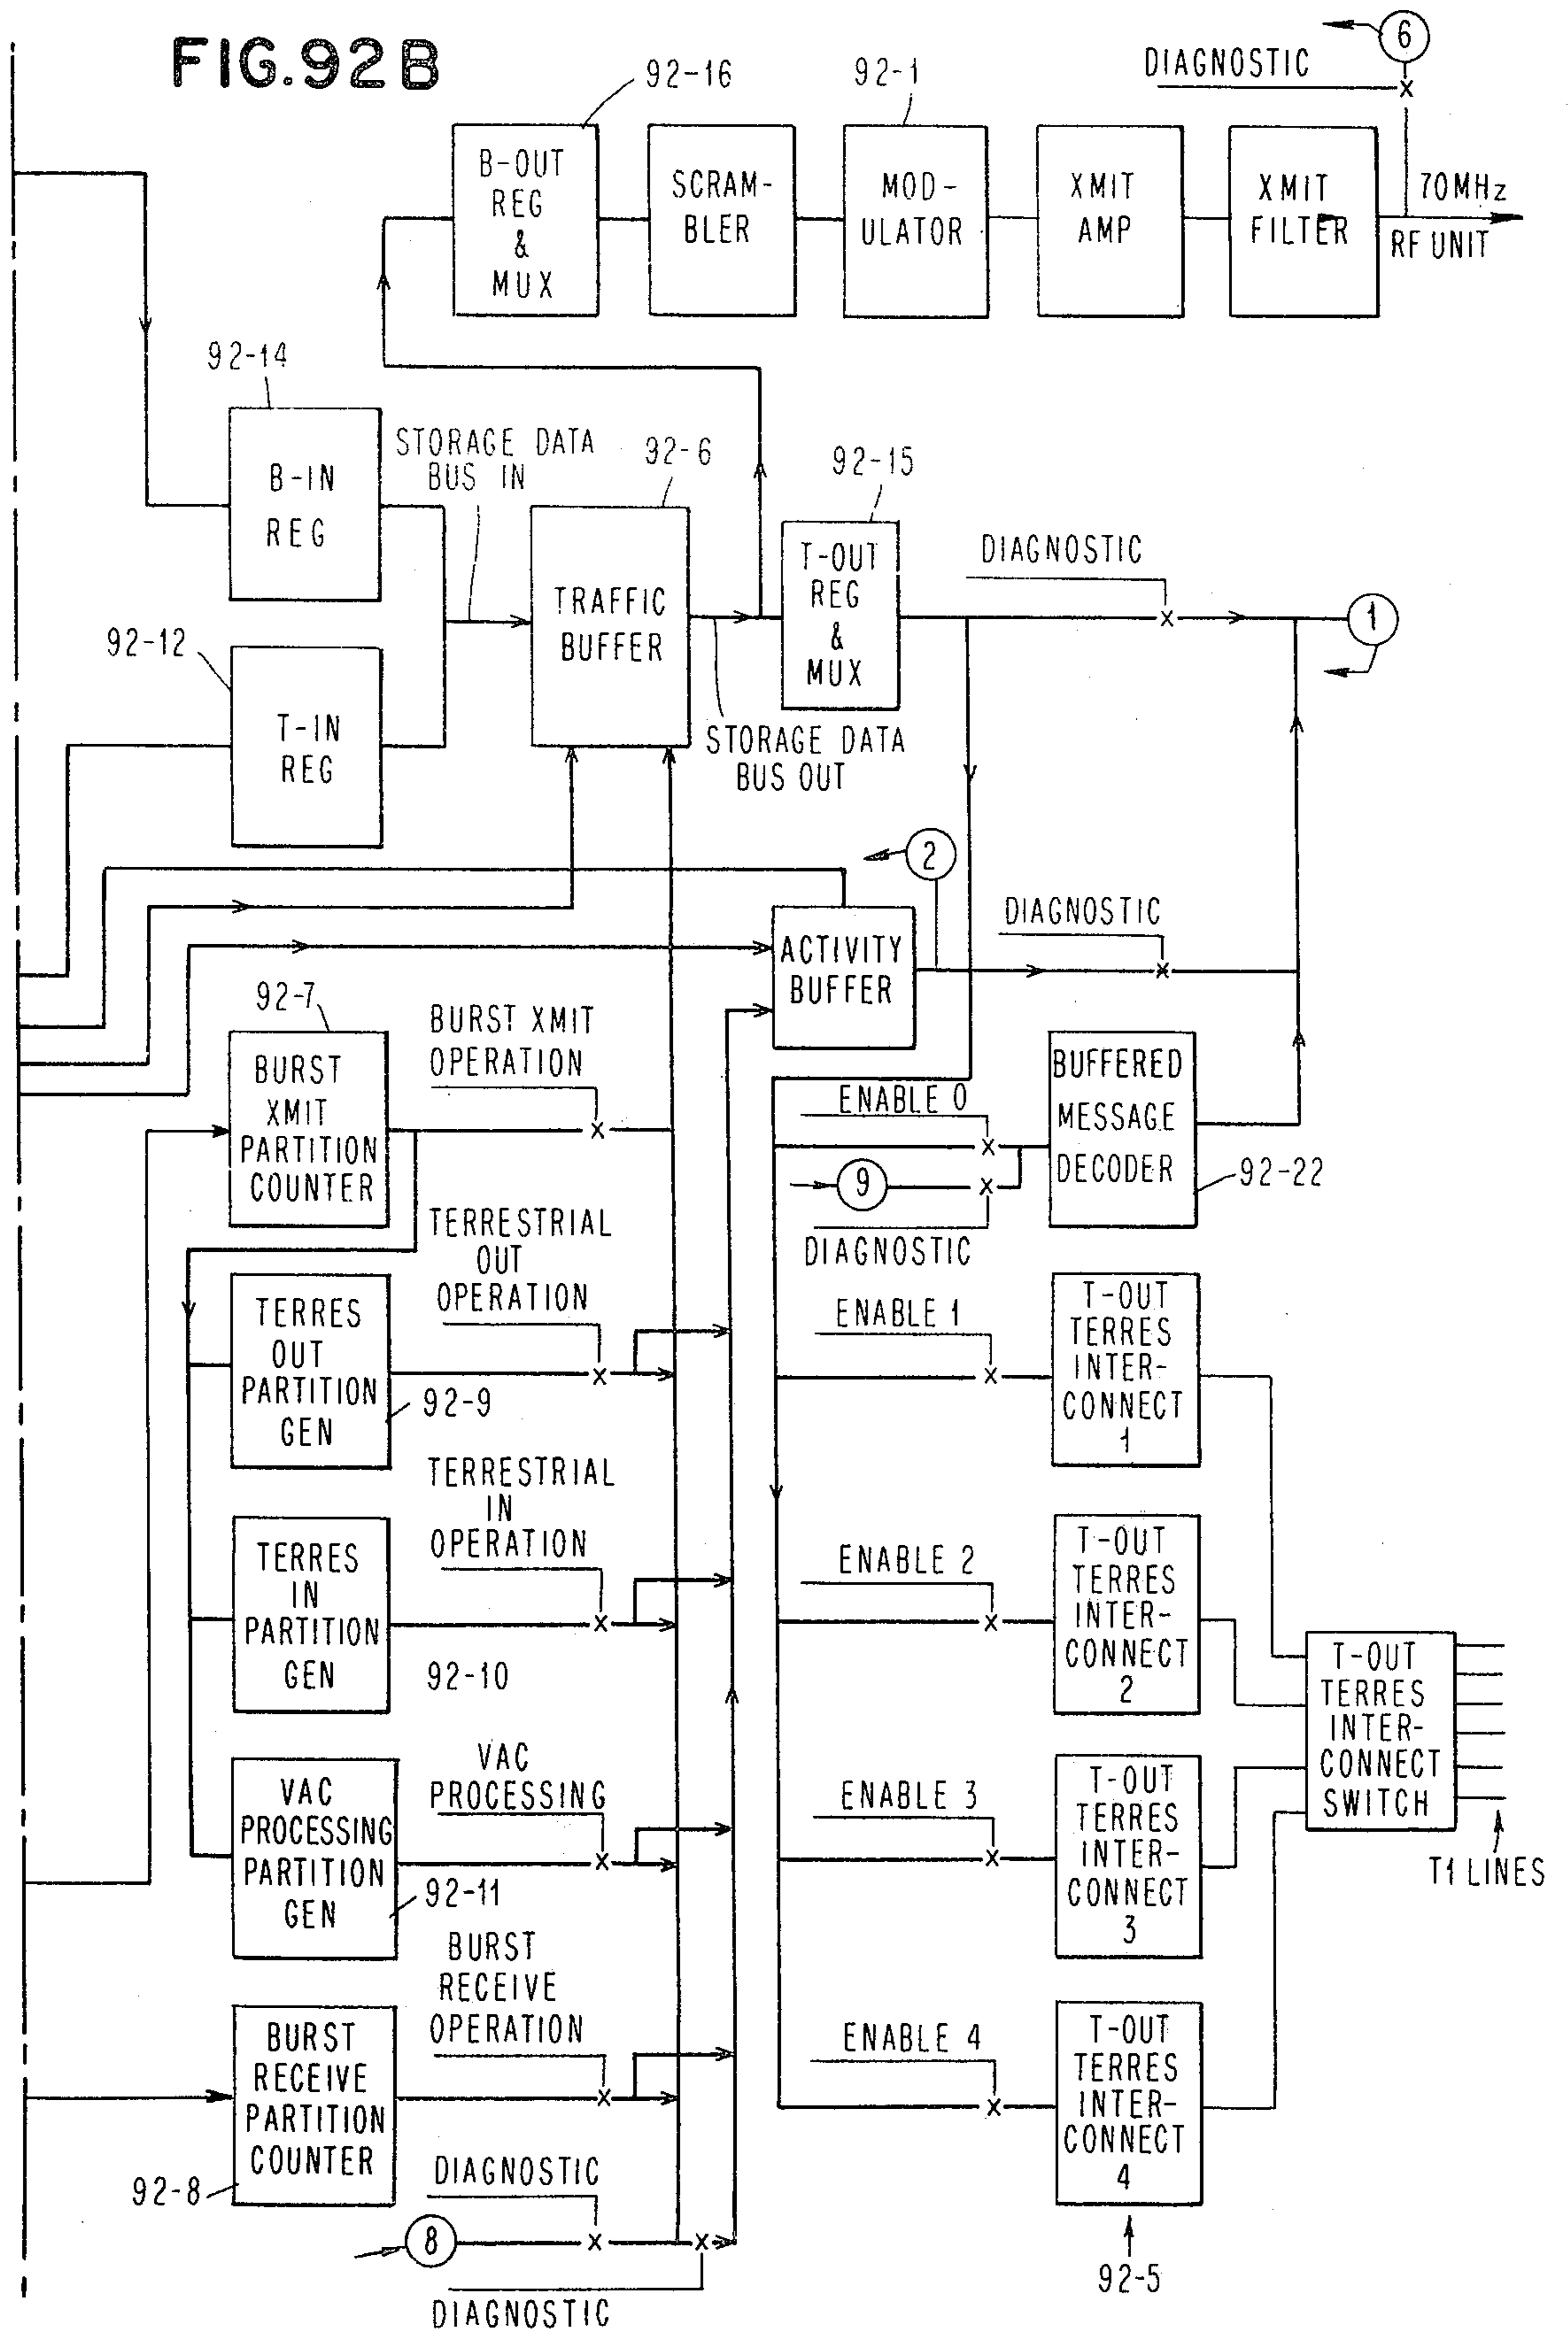 FIG.92B
6
DIAGNOSTIC
92-16
92-1
B-OUT
REG
&
MUX
SCRAM-
BLER
MOD-
ULATOR
XMIT
AMP
XMIT
FILTER
70MHz
RF UNIT
92-14
B-IN
REG
STORAGE DATA
BUS IN
92-6
92-15
TRAFFIC
BUFFER
T-OUT
REG
&
MUX
DIAGNOSTIC
1
92-12
T-IN
REG
STORAGE DATA
BUS OUT
2
ACTIVITY
BUFFER
DIAGNOSTIC
92-7
BURST
XMIT
PARTITION
COUNTER
BURST XMIT
OPERATION
ENABLE 0
9
DIAGNOSTIC
BUFFERED
MESSAGE
DECODER
92-22
TERRESTRIAL
OUT
OPERATION
TERRES
OUT
PARTITION
GEN
92-9
ENABLE 1
T-OUT
TERRES
INTER-
CONNECT
1
TERRESTRIAL
IN
OPERATION
TERRES
IN
PARTITION
GEN
92-10
ENABLE 2
T-OUT
TERRES
INTER-
CONNECT
2
T-OUT
TERRES
INTER-
CONNECT
SWITCH
T1 LINES
VAC
PROCESSING
VAC
PROCESSING
PARTITION
GEN
92-11
ENABLE 3
T-OUT
TERRES
INTER-
CONNECT
3
BURST
RECEIVE
OPERATION
BURST
RECEIVE
PARTITION
COUNTER
92-8
ENABLE 4
T-OUT
TERRES
INTER-
CONNECT
4
92-5
DIAGNOSTIC
8
DIAGNOSTIC